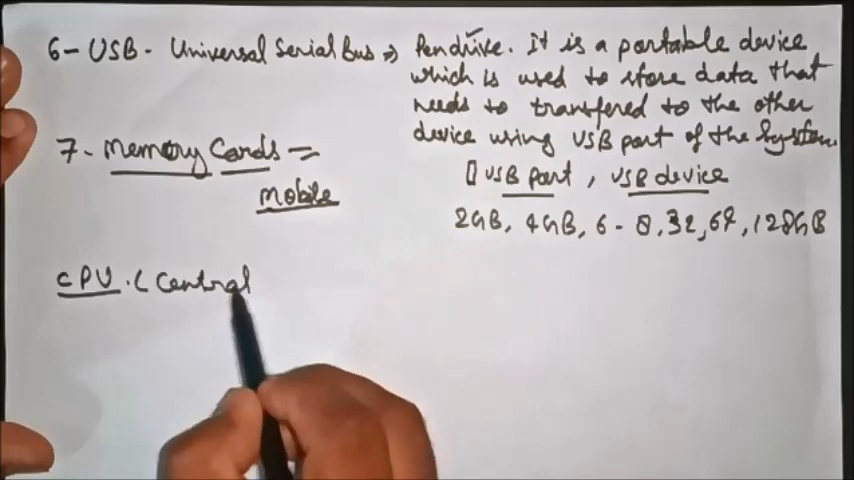 6- USB - Universal Serial Bus => Pendrive. It is a portable device
which is used to store data that
needs to transfered to the other
device using USB port of the System.
USB port, USB device
2GB, 4GB, 6 - 8, 32, 64, 128GB
7- Memory Cards =
Mobile
CPU. ( Central